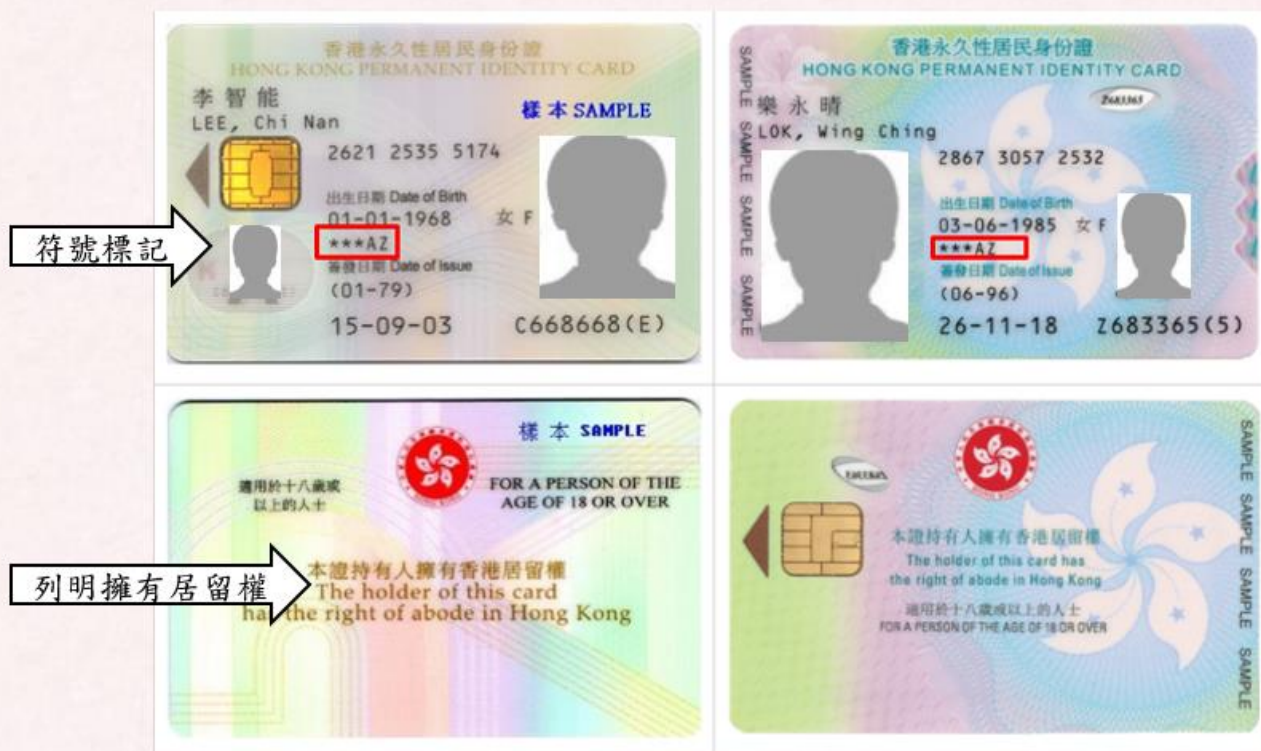 香港永久性居民身份證
HONG KONG PERMANENT IDENTITY CARD
李智能
LEE, Chi Nan
樣本 SAMPLE
2621 2535 5174
出生日期 Date of Birth
01-01-1968 女 F
***AZ
簽發日期 Date of Issue
(01-79)
15-09-03 C668668(E)
符號標記
香港永久性居民身份證
HONG KONG PERMANENT IDENTITY CARD
樂永晴
LOK, Wing Ching
Z683365
2867 3057 2532
出生日期 Date of Birth
03-06-1985 女 F
***AZ
簽發日期 Date of Issue
(06-96)
26-11-18 Z683365(5)
SAMPLE SAMPLE SAMPLE SAMPLE
樣本 SAMPLE
適用於十八歲或
以上的人士
FOR A PERSON OF THE
AGE OF 18 OR OVER
列明擁有居留權
本證持有人擁有香港居留權
The holder of this card
has the right of abode in Hong Kong
本證持有人擁有香港居留權
The holder of this card has
the right of abode in Hong Kong
適用於十八歲或以上的人士
FOR A PERSON OF THE AGE OF 18 OR OVER
SAMPLE SAMPLE SAMPLE SAMPLE SAMPLE